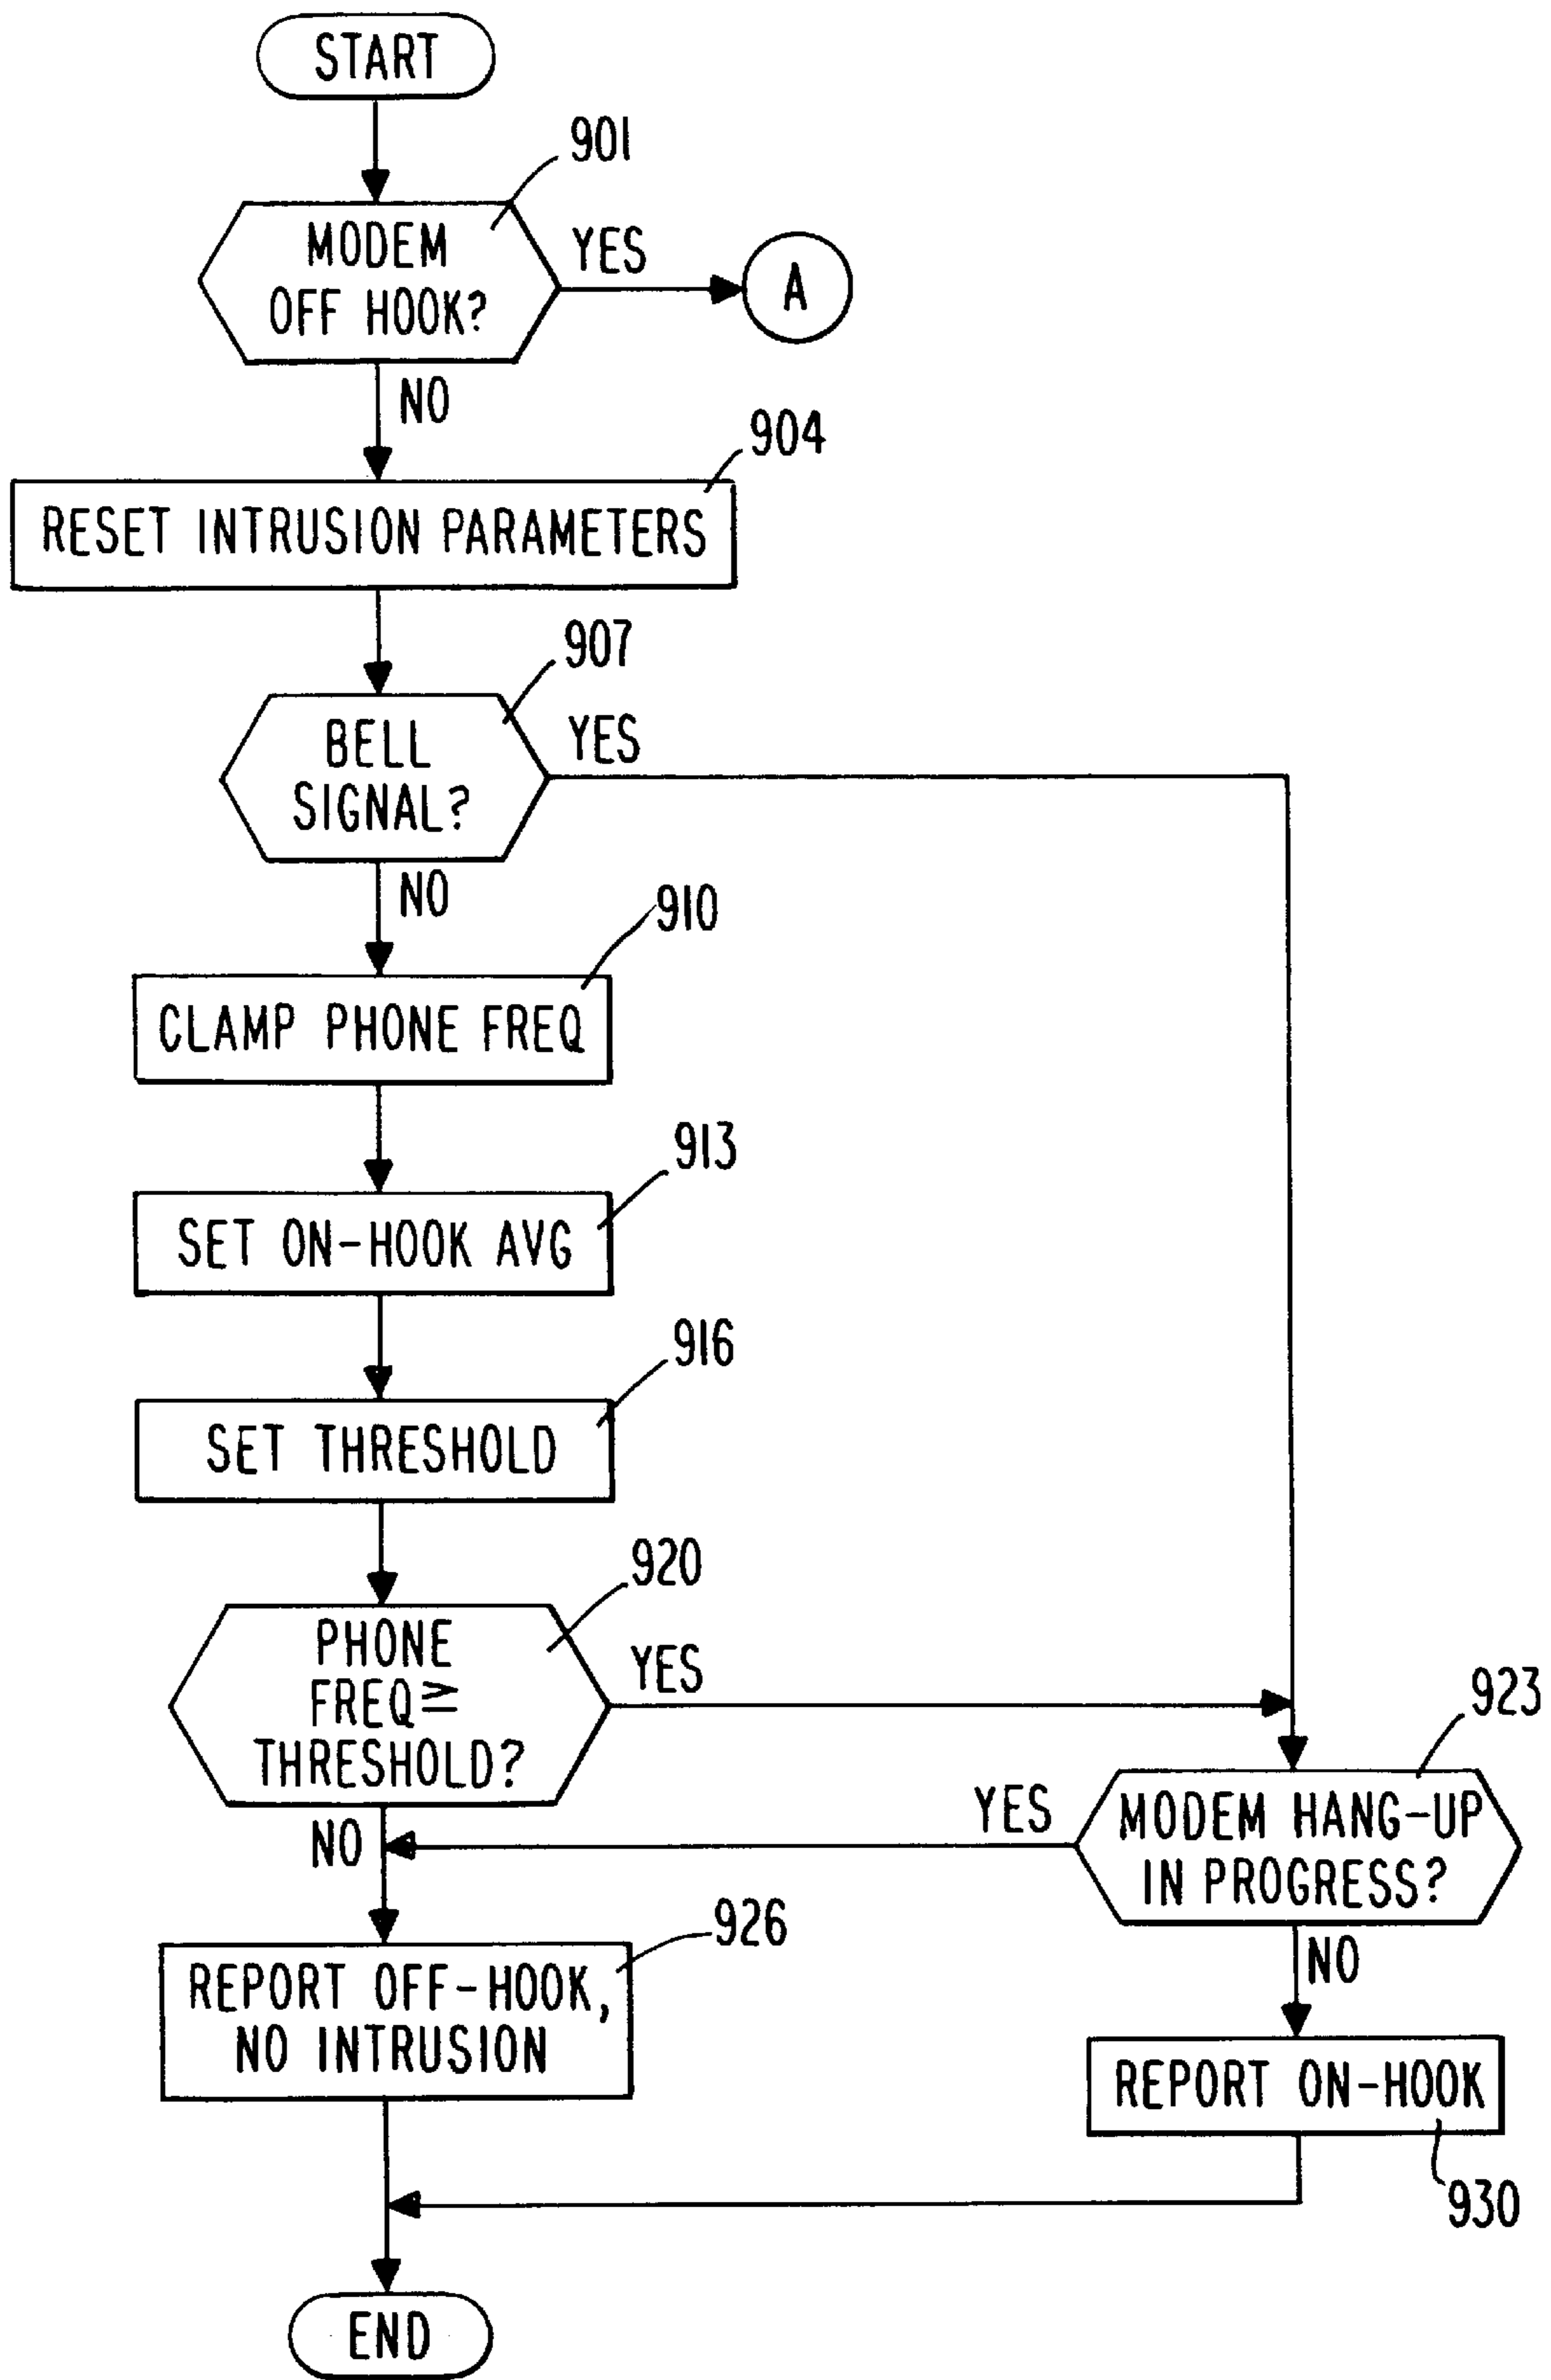 START
901
MODEM
OFF HOOK?
YES
A
NO
904
RESET INTRUSION PARAMETERS
907
BELL
SIGNAL?
YES
NO
910
CLAMP PHONE FREQ
913
SET ON-HOOK AVG
916
SET THRESHOLD
920
PHONE
FREQ≥
THRESHOLD?
YES
923
MODEM HANG-UP
IN PROGRESS?
YES
NO
926
REPORT OFF-HOOK,
NO INTRUSION
NO
REPORT ON-HOOK
930
END